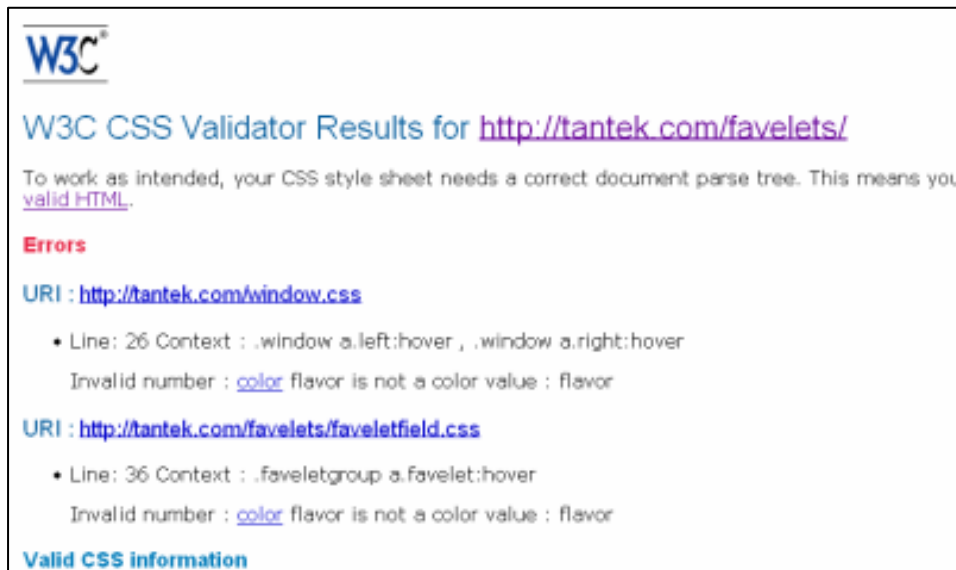 W3C®
W3C CSS Validator Results for http://tantek.com/favelets/
To work as intended, your CSS style sheet needs a correct document parse tree. This means you
valid HTML.
Errors
URI : http://tantek.com/window.css
• Line: 26 Context : .window a.left:hover , .window a.right:hover
Invalid number : color flavor is not a color value : flavor
URI : http://tantek.com/favelets/faveletfield.css
• Line: 36 Context : .faveletgroup a.favelet:hover
Invalid number : color flavor is not a color value : flavor
Valid CSS information